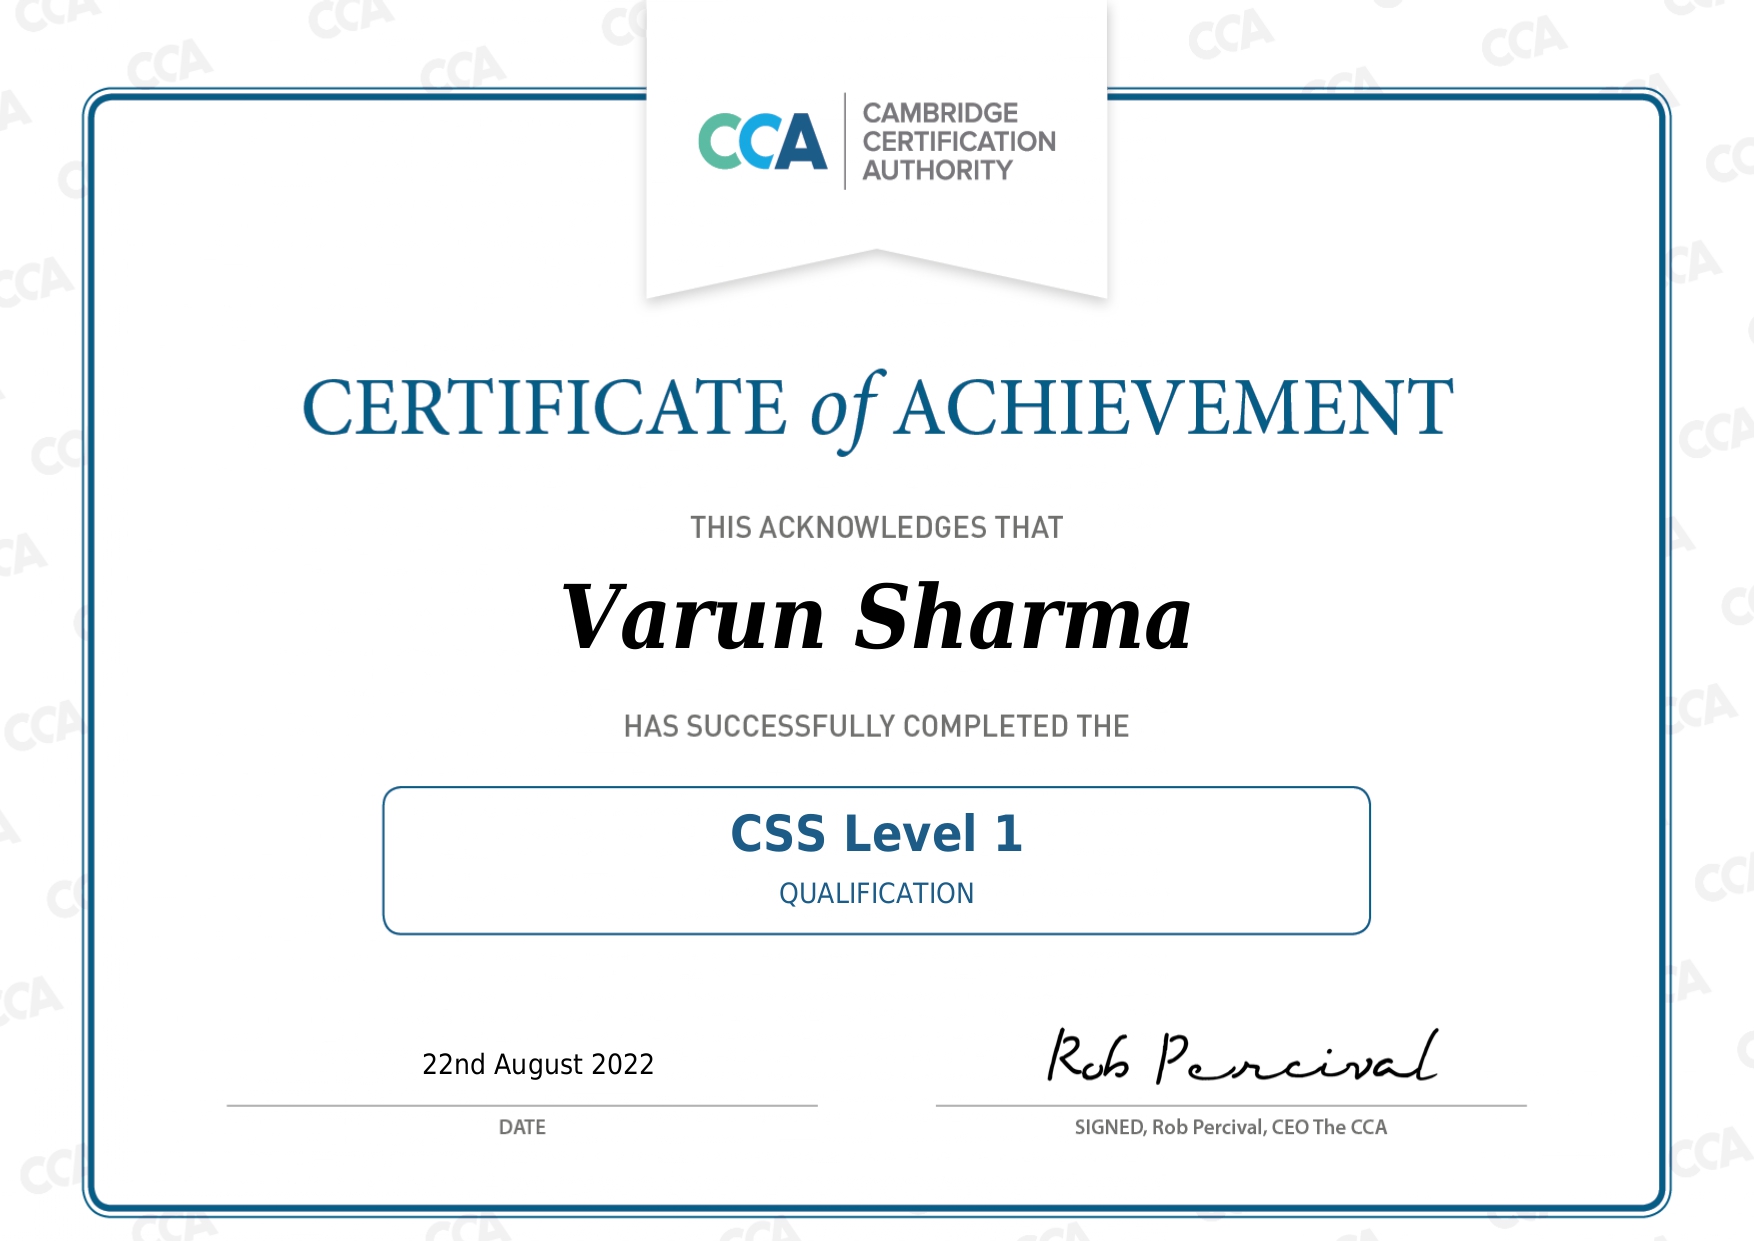 CCA
CAMBRIDGE
CERTIFICATION
AUTHORITY
CERTIFICATE of ACHIEVEMENT
THIS ACKNOWLEDGES THAT
Varun Sharma
HAS SUCCESSFULLY COMPLETED THE
CSS Level 1
QUALIFICATION
22nd August 2022
Rob Percival
DATE
SIGNED, Rob Percival, CEO The CCA